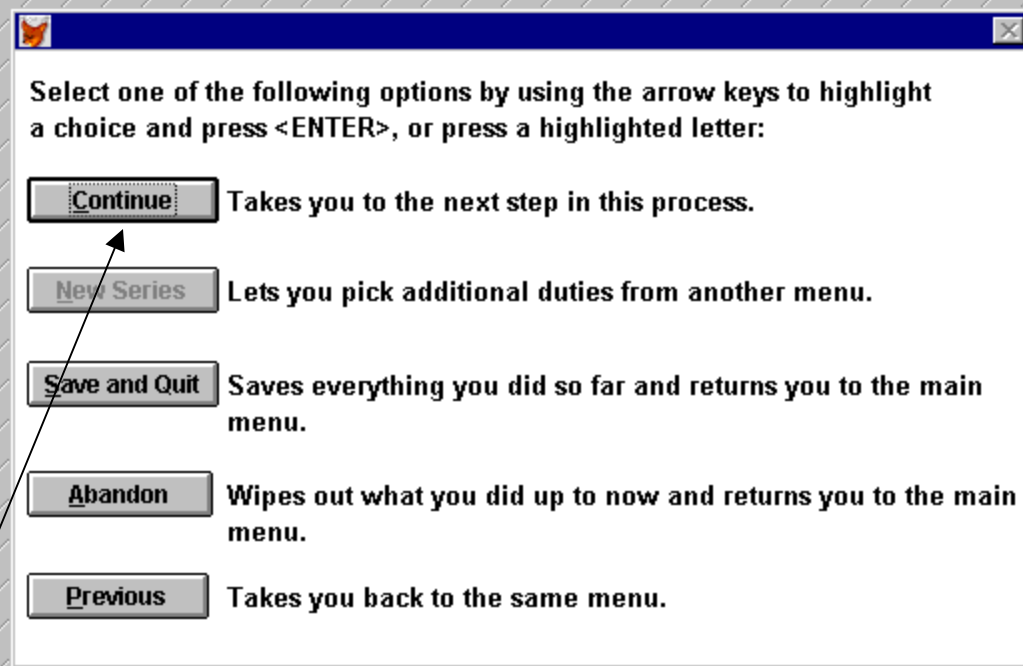 Select one of the following options by using the arrow keys to highlight
a choice and press <ENTER>, or press a highlighted letter:
Continue Takes you to the next step in this process.
New Series Lets you pick additional duties from another menu.
Save and Quit Saves everything you did so far and returns you to the main
menu.
Abandon Wipes out what you did up to now and returns you to the main
menu.
Previous Takes you back to the same menu.